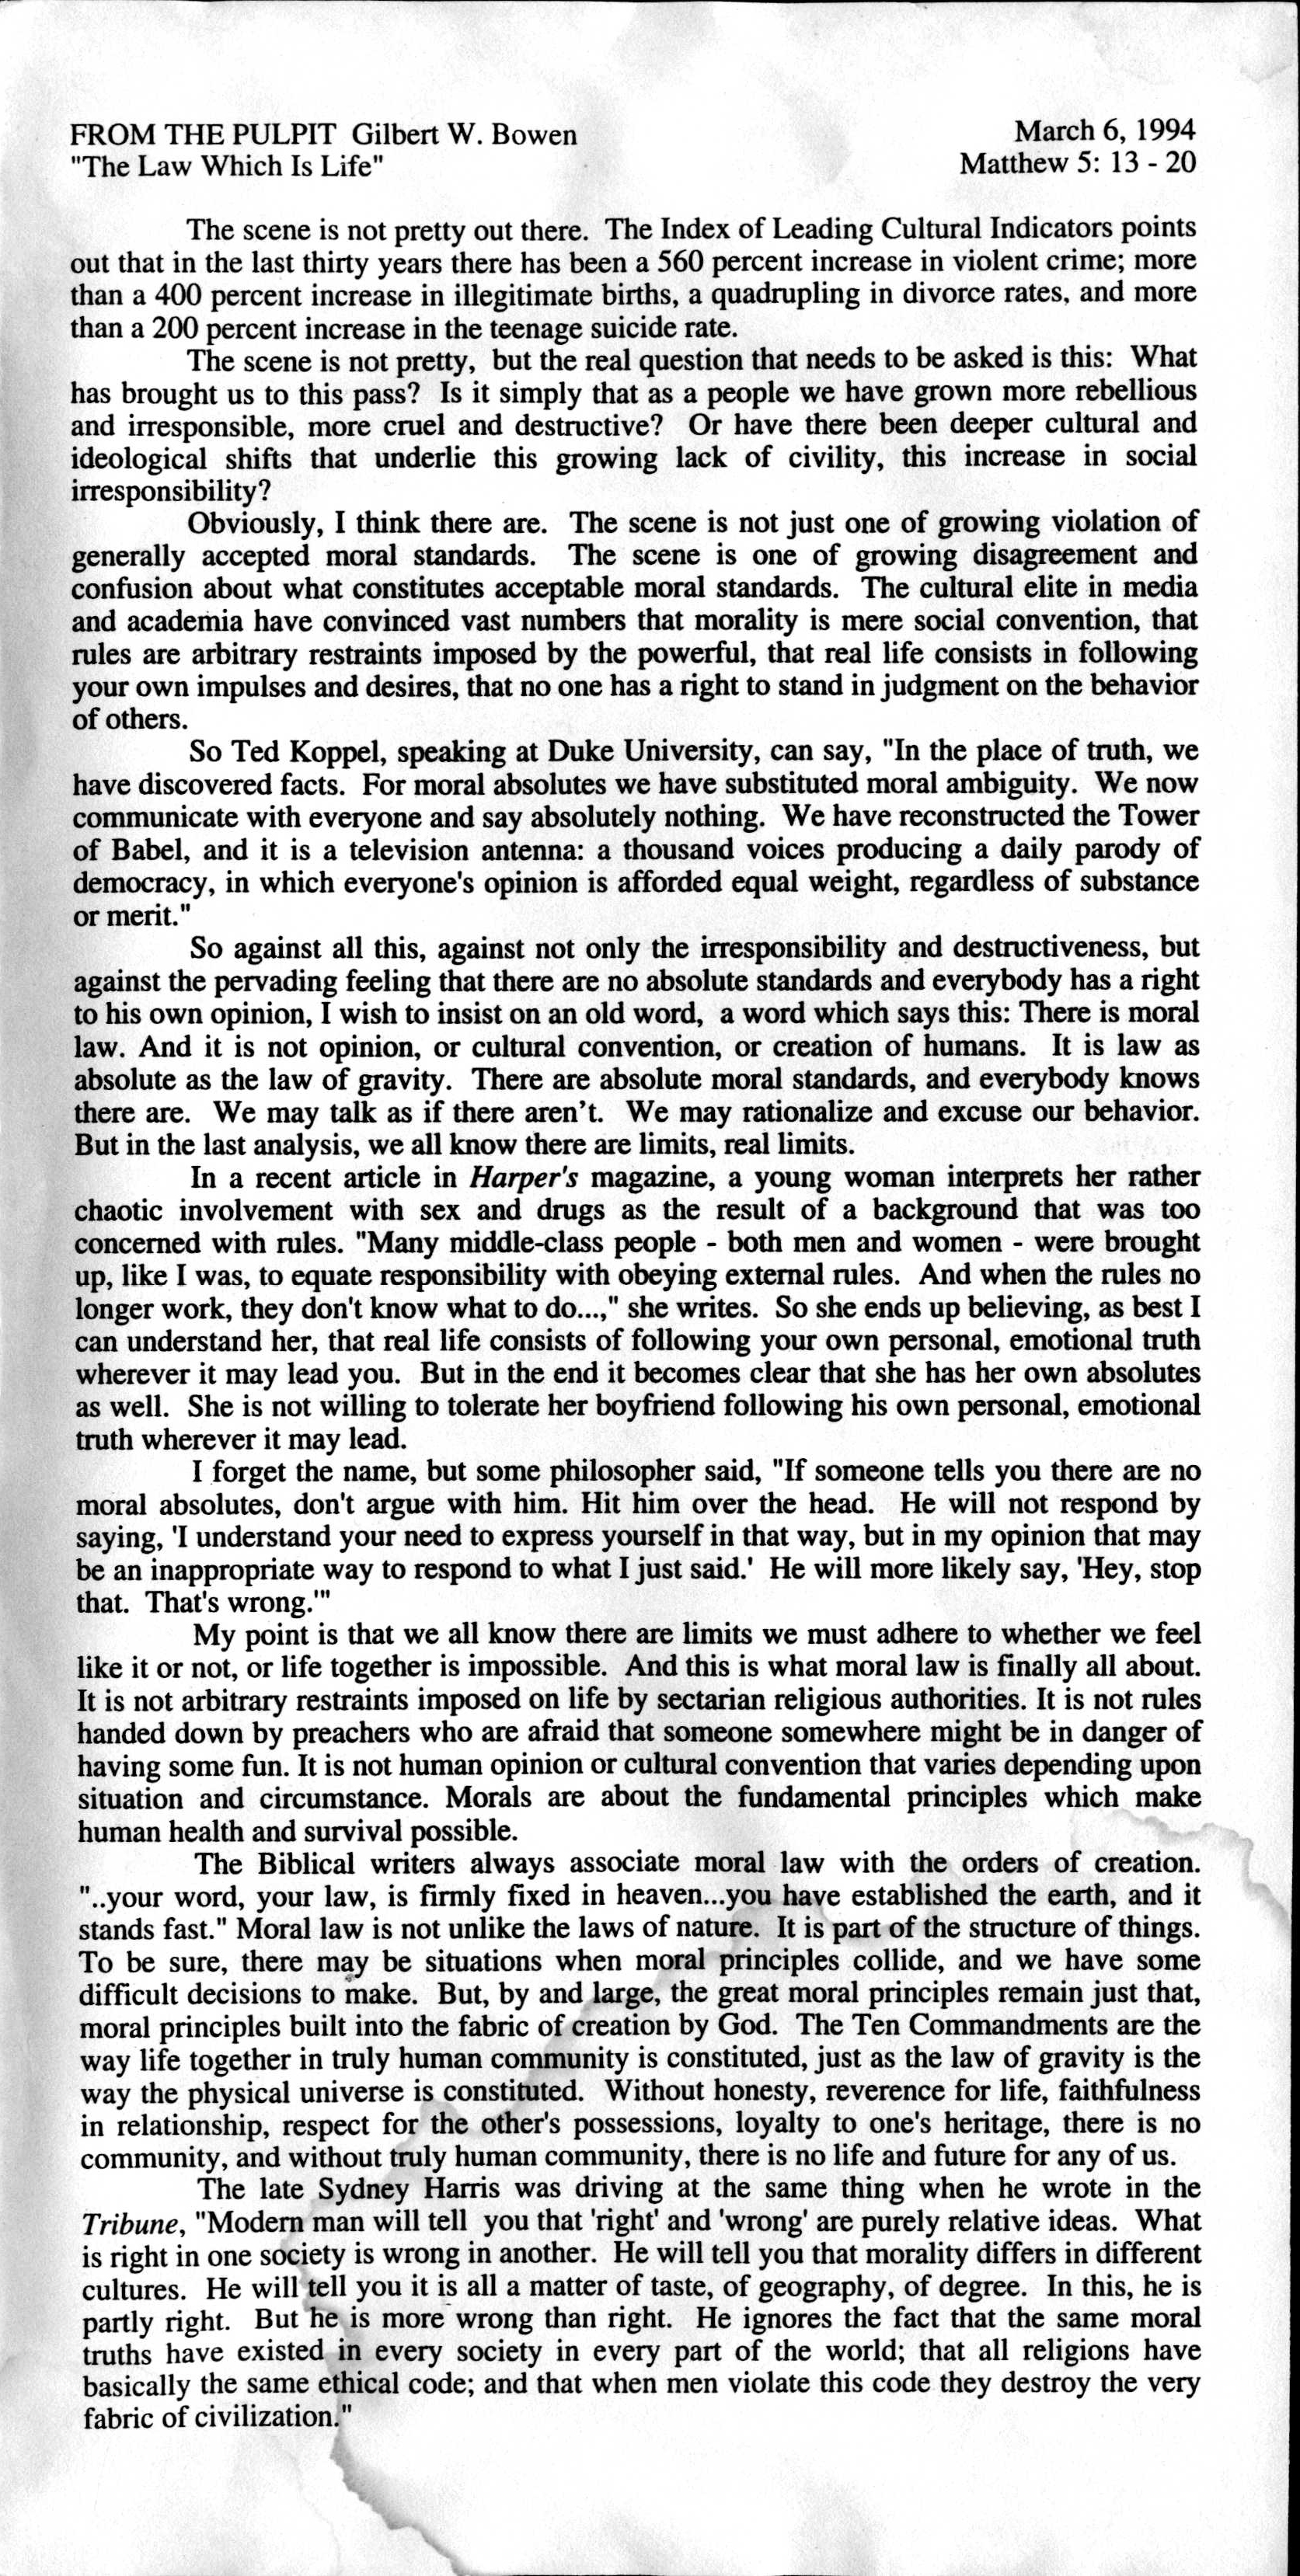 FROM THE PULPIT Gilbert W. Bowen March 6, 1994
"The Law Which Is Life" Matthew 5: 13 - 20
The scene is not pretty out there. The Index of Leading Cultural Indicators points
out that in the last thirty years there has been a 560 percent increase in violent crime; more
than a 400 percent increase in illegitimate births, a quadrupling in divorce rates, and more
than a 200 percent increase in the teenage suicide rate.
The scene is not pretty, but the real question that needs to be asked is this: What
has brought us to this pass? Is it simply that as a people we have grown more rebellious
and irresponsible, more cruel and destructive? Or have there been deeper cultural and
ideological shifts that underlie this growing lack of civility, this increase in social
irresponsibility?
Obviously, I think there are. The scene is not just one of growing violation of
generally accepted moral standards. The scene is one of growing disagreement and
confusion about what constitutes acceptable moral standards. The cultural elite in media
and academia have convinced vast numbers that morality is mere social convention, that
rules are arbitrary restraints imposed by the powerful, that real life consists in following
your own impulses and desires, that no one has a right to stand in judgment on the behavior
of others.
So Ted Koppel, speaking at Duke University, can say, "In the place of truth, we
have discovered facts. For moral absolutes we have substituted moral ambiguity. We now
communicate with everyone and say absolutely nothing. We have reconstructed the Tower
of Babel, and it is a television antenna: a thousand voices producing a daily parody of
democracy, in which everyone's opinion is afforded equal weight, regardless of substance
or merit."
So against all this, against not only the irresponsibility and destructiveness, but
against the pervading feeling that there are no absolute standards and everybody has a right
to his own opinion, I wish to insist on an old word, a word which says this: There is moral
law. And it is not opinion, or cultural convention, or creation of humans. It is law as
absolute as the law of gravity. There are absolute moral standards, and everybody knows
there are. We may talk as if there aren't. We may rationalize and excuse our behavior.
But in the last analysis, we all know there are limits, real limits.
In a recent article in Harper's magazine, a young woman interprets her rather
chaotic involvement with sex and drugs as the result of a background that was too
concerned with rules. "Many middle-class people - both men and women - were brought
up, like I was, to equate responsibility with obeying external rules. And when the rules no
longer work, they don't know what to do...," she writes. So she ends up believing, as best I
can understand her, that real life consists of following your own personal, emotional truth
wherever it may lead you. But in the end it becomes clear that she has her own absolutes
as well. She is not willing to tolerate her boyfriend following his own personal, emotional
truth wherever it may lead.
I forget the name, but some philosopher said, "If someone tells you there are no
moral absolutes, don't argue with him. Hit him over the head. He will not respond by
saying, 'I understand your need to express yourself in that way, but in my opinion that may
be an inappropriate way to respond to what I just said.' He will more likely say, 'Hey, stop
that. That's wrong.'"
My point is that we all know there are limits we must adhere to whether we feel
like it or not, or life together is impossible. And this is what moral law is finally all about.
It is not arbitrary restraints imposed on life by sectarian religious authorities. It is not rules
handed down by preachers who are afraid that someone somewhere might be in danger of
having some fun. It is not human opinion or cultural convention that varies depending upon
situation and circumstance. Morals are about the fundamental principles which make
human health and survival possible.
The Biblical writers always associate moral law with the orders of creation.
"..your word, your law, is firmly fixed in heaven...you have established the earth, and it
stands fast." Moral law is not unlike the laws of nature. It is part of the structure of things.
To be sure, there may be situations when moral principles collide, and we have some
difficult decisions to make. But, by and large, the great moral principles remain just that,
moral principles built into the fabric of creation by God. The Ten Commandments are the
way life together in truly human community is constituted, just as the law of gravity is the
way the physical universe is constituted. Without honesty, reverence for life, faithfulness
in relationship, respect for the other's possessions, loyalty to one's heritage, there is no
community, and without truly human community, there is no life and future for any of us.
The late Sydney Harris was driving at the same thing when he wrote in the
Tribune, "Modern man will tell you that 'right' and 'wrong' are purely relative ideas. What
is right in one society is wrong in another. He will tell you that morality differs in different
cultures. He will tell you it is all a matter of taste, of geography, of degree. In this, he is
partly right. But he is more wrong than right. He ignores the fact that the same moral
truths have existed in every society in every part of the world; that all religions have
basically the same ethical code; and that when men violate this code they destroy the very
fabric of civilization."